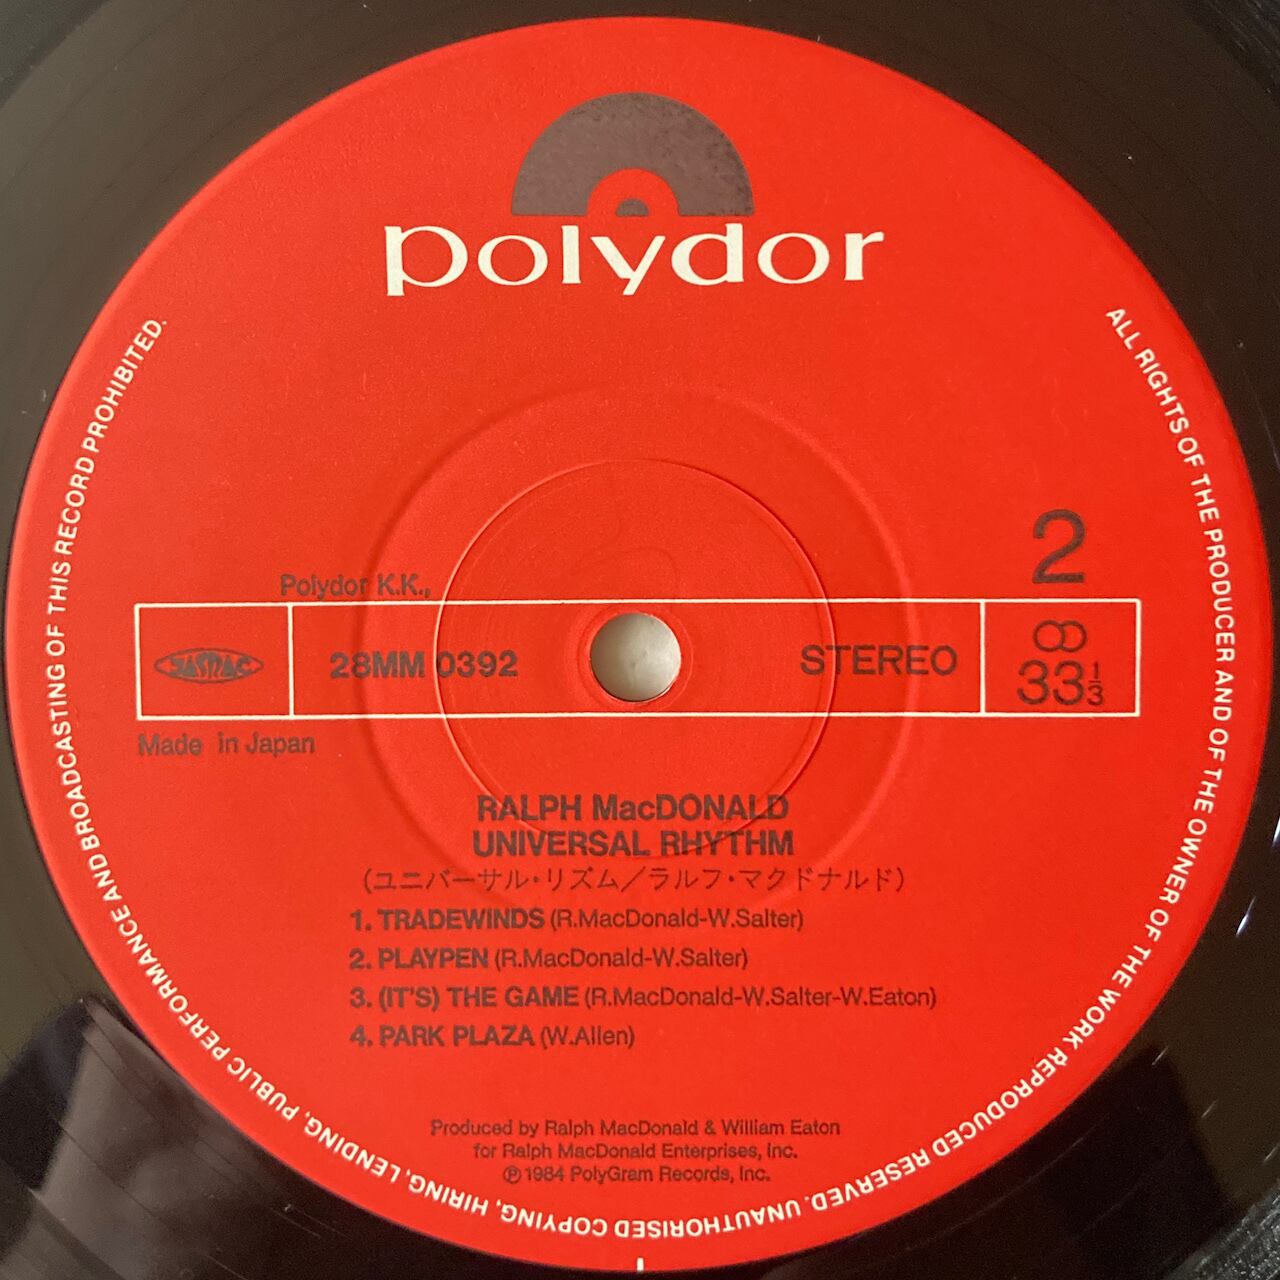 polydor
2
Polydor K.K.,
JASRAC
28MM 0392
STEREO
∞
33 1/3
Made in Japan
RALPH MacDONALD
UNIVERSAL RHYTHM
(ユニバーサル・リズム／ラルフ・マクドナルド)
1. TRADEWINDS (R.MacDonald-W.Salter)
2. PLAYPEN (R.MacDonald-W.Salter)
3. (IT'S) THE GAME (R.MacDonald-W.Salter-W.Eaton)
4. PARK PLAZA (W.Allen)
Produced by Ralph MacDonald & William Eaton
for Ralph MacDonald Enterprises, Inc.
℗ 1984 PolyGram Records, Inc.
ALL RIGHTS OF THE PRODUCER AND OF THE OWNER OF THE WORK REPRODUCED RESERVED. UNAUTHORISED COPYING, HIRING, LENDING, PUBLIC PERFORMANCE AND BROADCASTING OF THIS RECORD PROHIBITED.